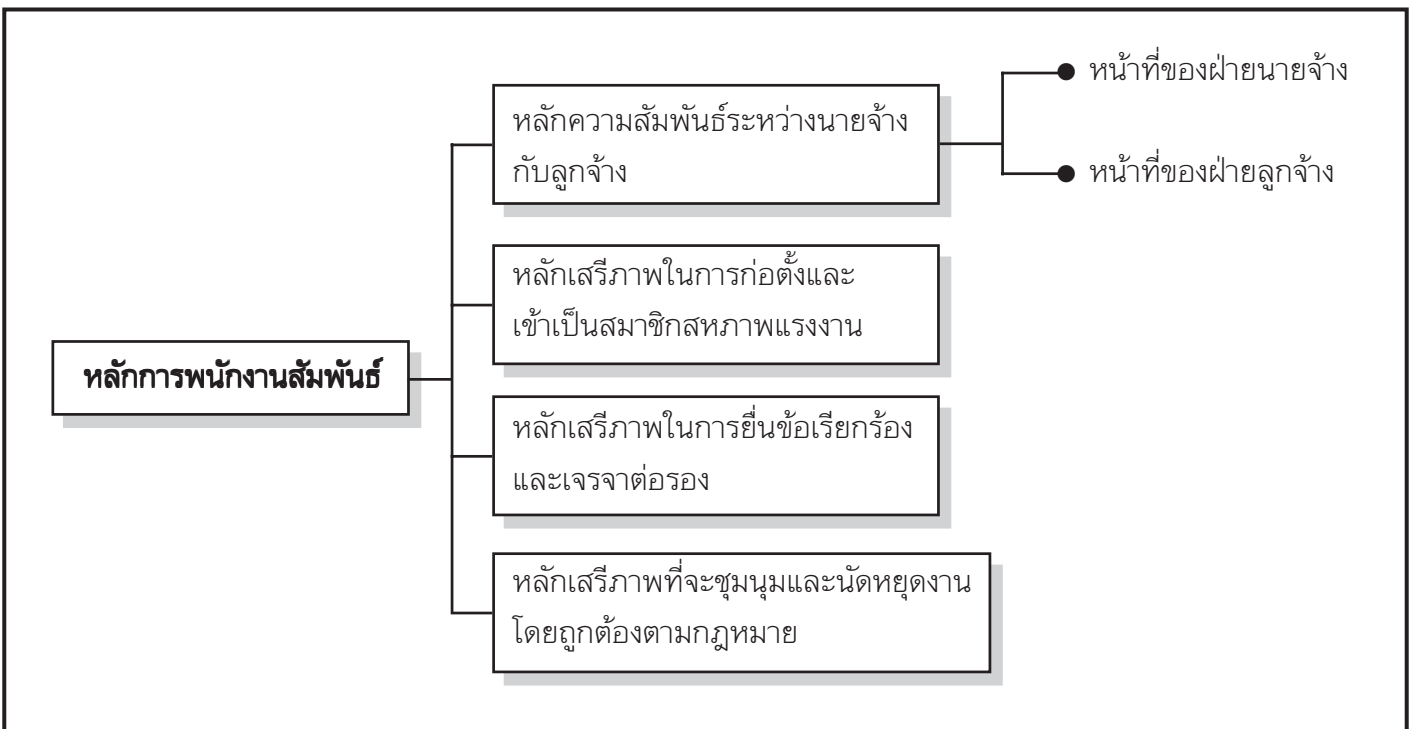 หน้าที่ของฝ่ายนายจ้าง
หลักความสัมพันธ์ระหว่างนายจ้าง
กับลูกจ้าง
หน้าที่ของฝ่ายลูกจ้าง
หลักเสรีภาพในการก่อตั้งและ
เข้าเป็นสมาชิกสหภาพแรงงาน
หลักการพนักงานสัมพันธ์
หลักเสรีภาพในการยื่นข้อเรียกร้อง
และเจรจาต่อรอง
หลักเสรีภาพที่จะชุมนุมและนัดหยุดงาน
โดยถูกต้องตามกฎหมาย